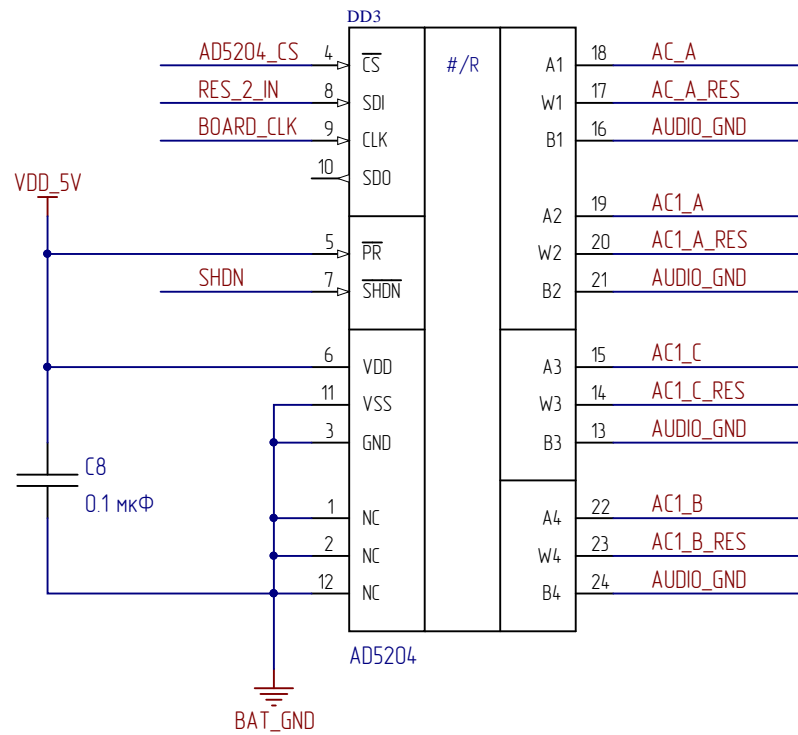 DD3
AD5204_CS 4 CS #/R A1 18 AC_A
RES_2_IN 8 SDI W1 17 AC_A_RES
BOARD_CLK 9 CLK B1 16 AUDIO_GND
10 SDO
VDD_5V
A2 19 AC1_A
5 PR W2 20 AC1_A_RES
SHDN 7 SHDN B2 21 AUDIO_GND
6 VDD A3 15 AC1_C
11 VSS W3 14 AC1_C_RES
3 GND B3 13 AUDIO_GND
C8
0.1 мкФ
1 NC A4 22 AC1_B
2 NC W4 23 AC1_B_RES
12 NC B4 24 AUDIO_GND
AD5204
BAT_GND